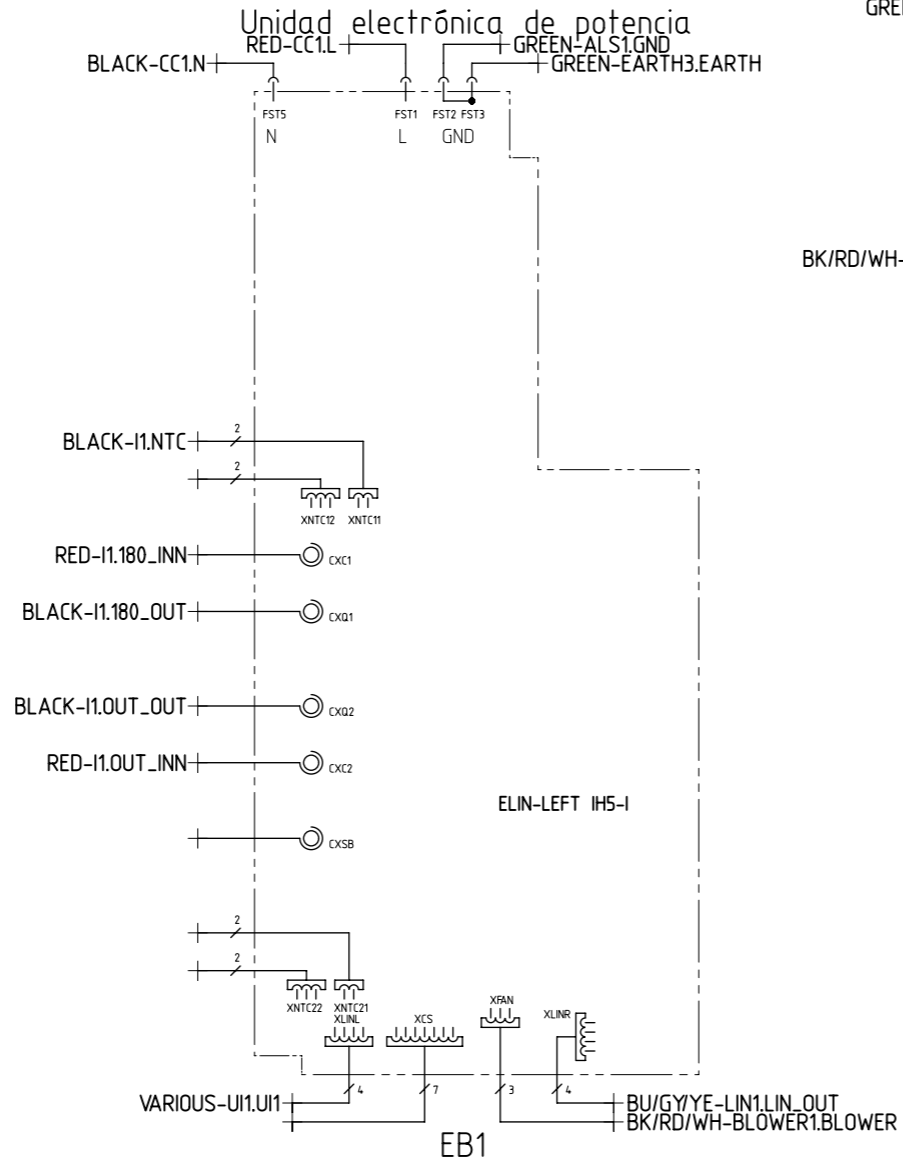 Unidad electrónica de potencia
GREE
RED-CC1.L
GREEN-ALS1.GND
BLACK-CC1.N
GREEN-EARTH3.EARTH
FST5
FST1
FST2
FST3
N
L
GND
BK/RD/WH-
BLACK-I1.NTC
2
2
XNTC12
XNTC11
RED-I1.180_INN
CXC1
BLACK-I1.180_OUT
CXQ1
BLACK-I1.OUT_OUT
CXQ2
RED-I1.OUT_INN
CXC2
ELIN-LEFT IH5-I
CXSB
2
2
XNTC22
XNTC21
XLINL
XCS
XFAN
XLINR
4
7
3
4
VARIOUS-UI1.UI1
BU/GY/YE-LIN1.LIN_OUT
BK/RD/WH-BLOWER1.BLOWER
EB1